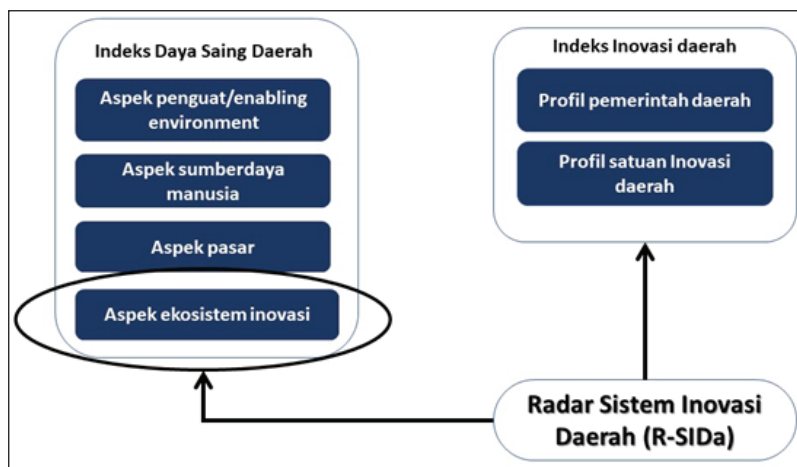 Indeks Daya Saing Daerah
Aspek penguat/enabling
environment
Aspek sumberdaya
manusia
Aspek pasar
Aspek ekosistem inovasi
Indeks Inovasi daerah
Profil pemerintah daerah
Profil satuan Inovasi
daerah
Radar Sistem Inovasi
Daerah (R-SIDa)